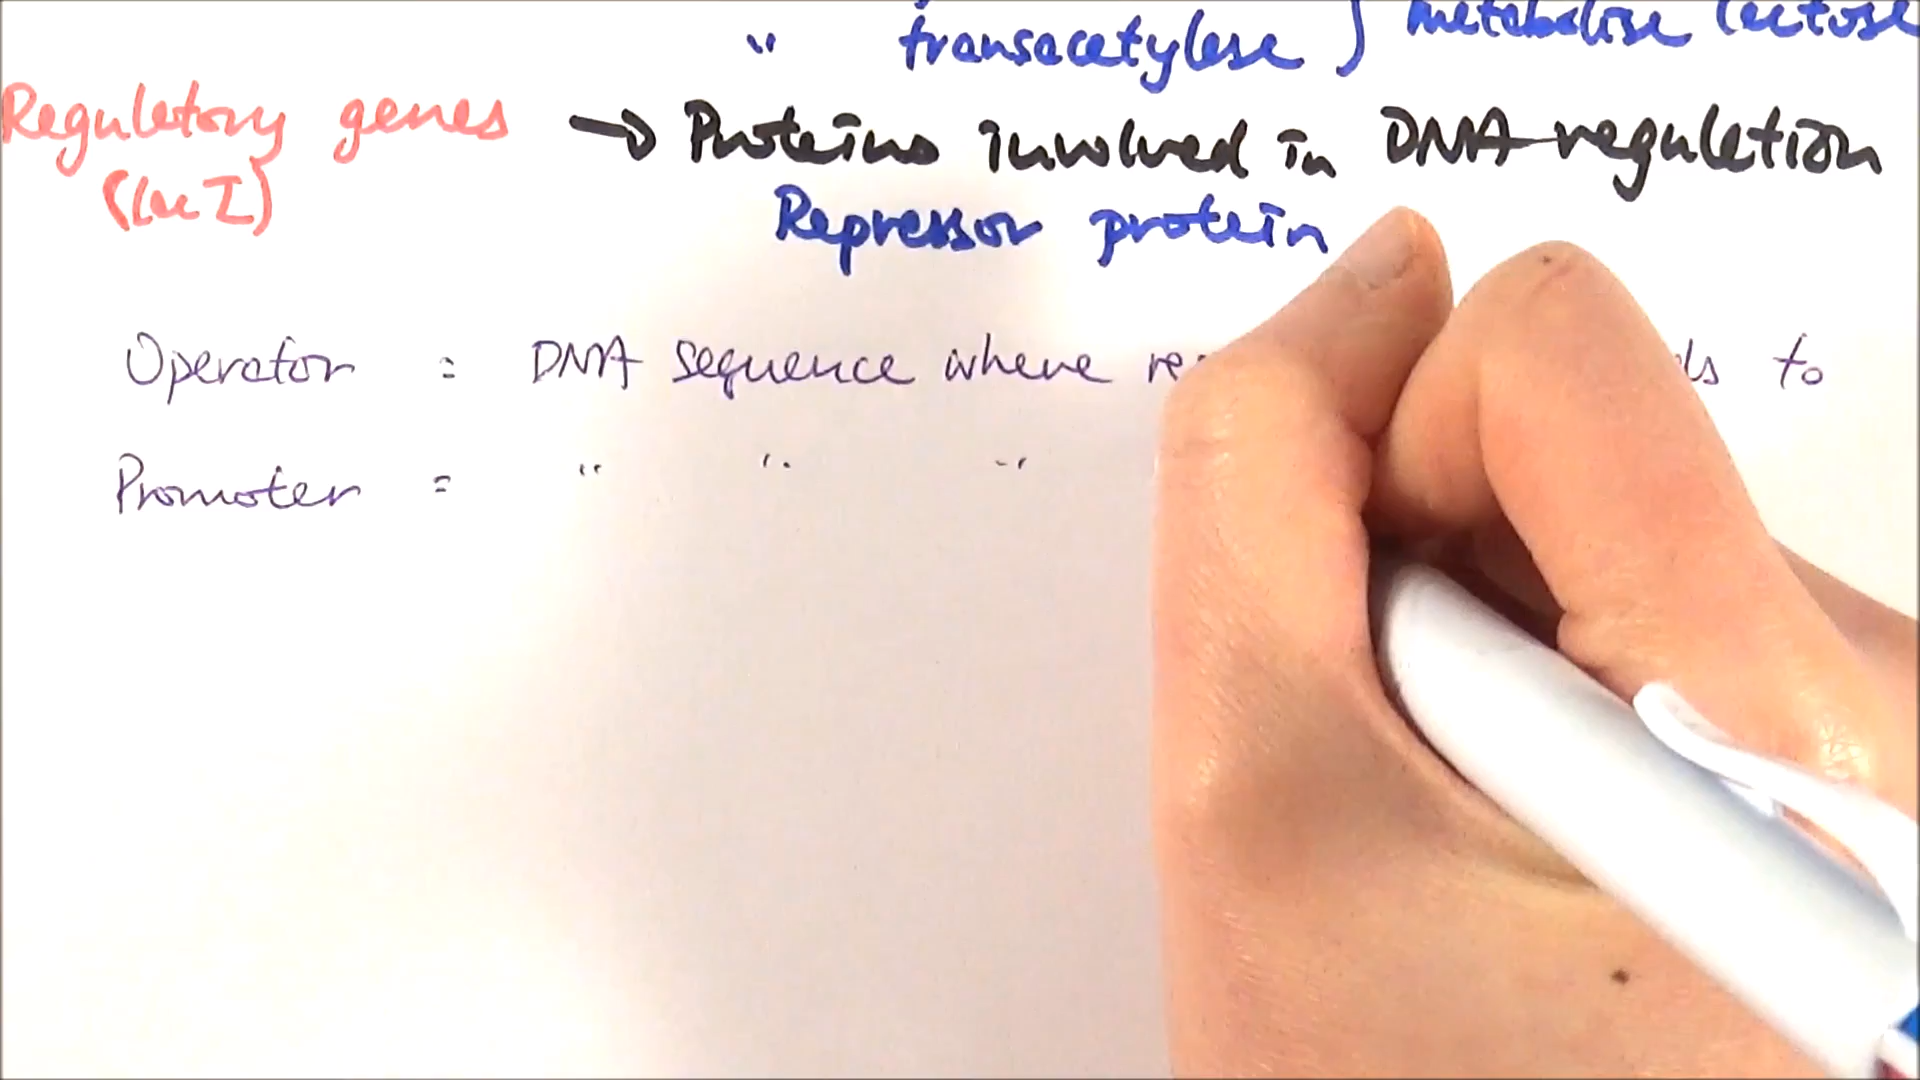 " transacetylase ) metabolise lactose
Regulatory genes → Proteins involved in DNA regulation
(lac I) Repressor protein
Operator = DNA sequence where to
Promoter = " " "